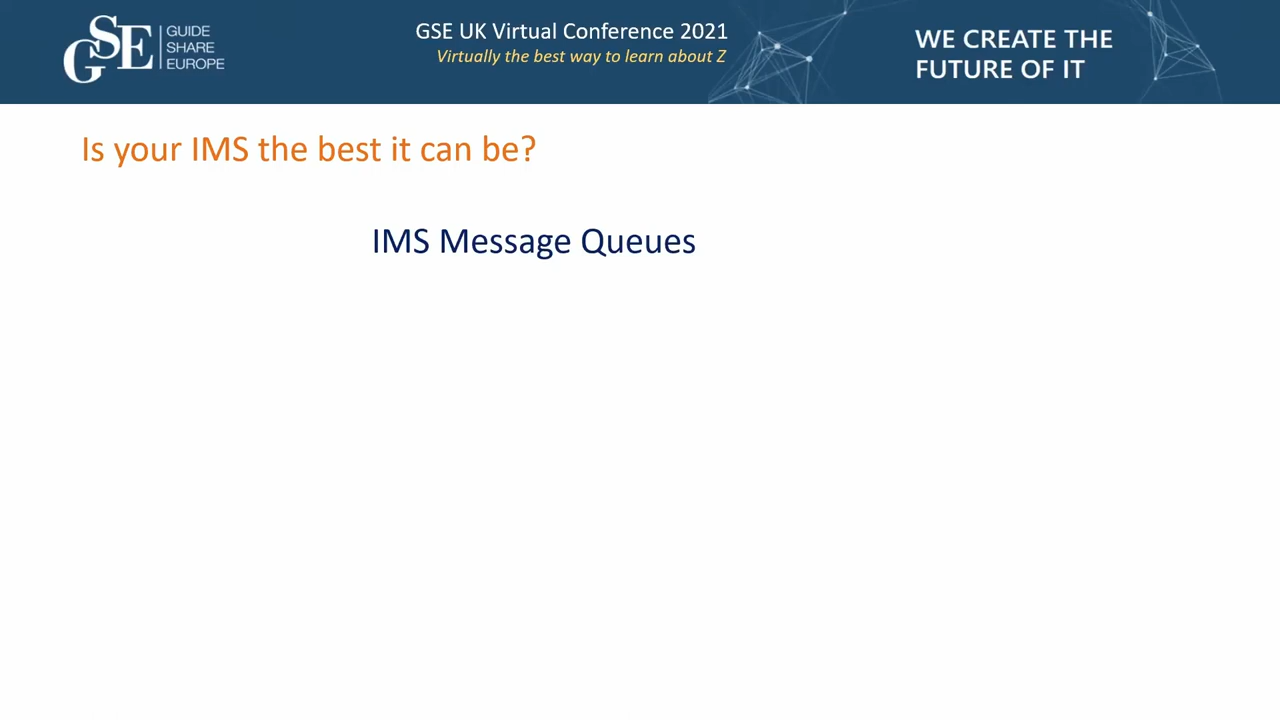 GSE
GUIDE
SHARE
EUROPE
GSE UK Virtual Conference 2021
Virtually the best way to learn about Z
WE CREATE THE
FUTURE OF IT
Is your IMS the best it can be?
IMS Message Queues